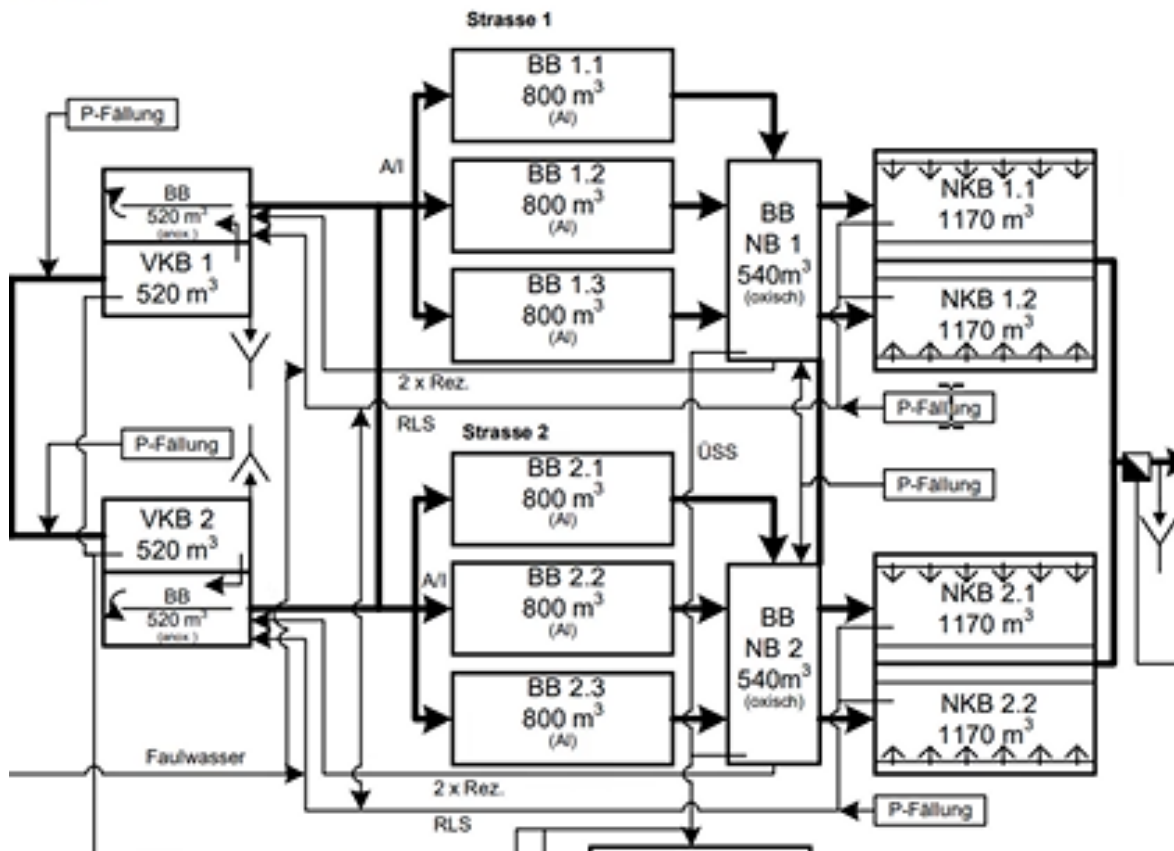 Strasse 1
P-Fällung
BB
520 m³
(anox.)
VKB 1
520 m³
A/I
BB 1.1
800 m³
(AI)
BB 1.2
800 m³
(AI)
BB 1.3
800 m³
(AI)
BB
NB 1
540m³
(oxisch)
NKB 1.1
1170 m³
NKB 1.2
1170 m³
2 x Rez.
RLS
P-Fällung
P-Fällung
VKB 2
520 m³
BB
520 m³
(anox.)
Strasse 2
ÜSS
P-Fällung
A/I
BB 2.1
800 m³
(AI)
BB 2.2
800 m³
(AI)
BB 2.3
800 m³
(AI)
BB
NB 2
540m³
(oxisch)
NKB 2.1
1170 m³
NKB 2.2
1170 m³
Faulwasser
2 x Rez.
RLS
P-Fällung